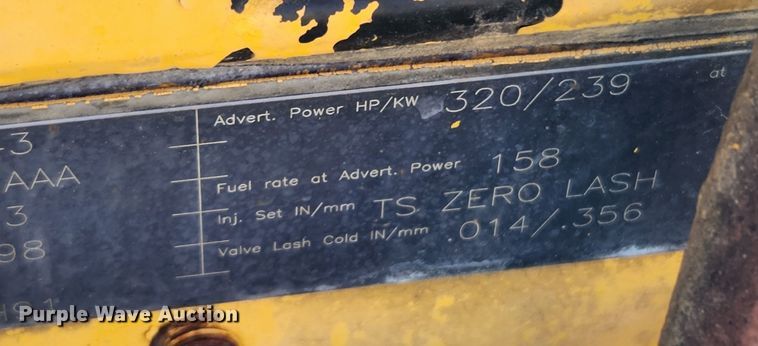 -3
AAA
3
98
Advert. Power HP/KW 320/239 at
Fuel rate at Advert. Power 158
Inj. Set IN/mm TS ZERO LASH
Valve Lash Cold IN/mm .014/.356
Purple Wave Auction